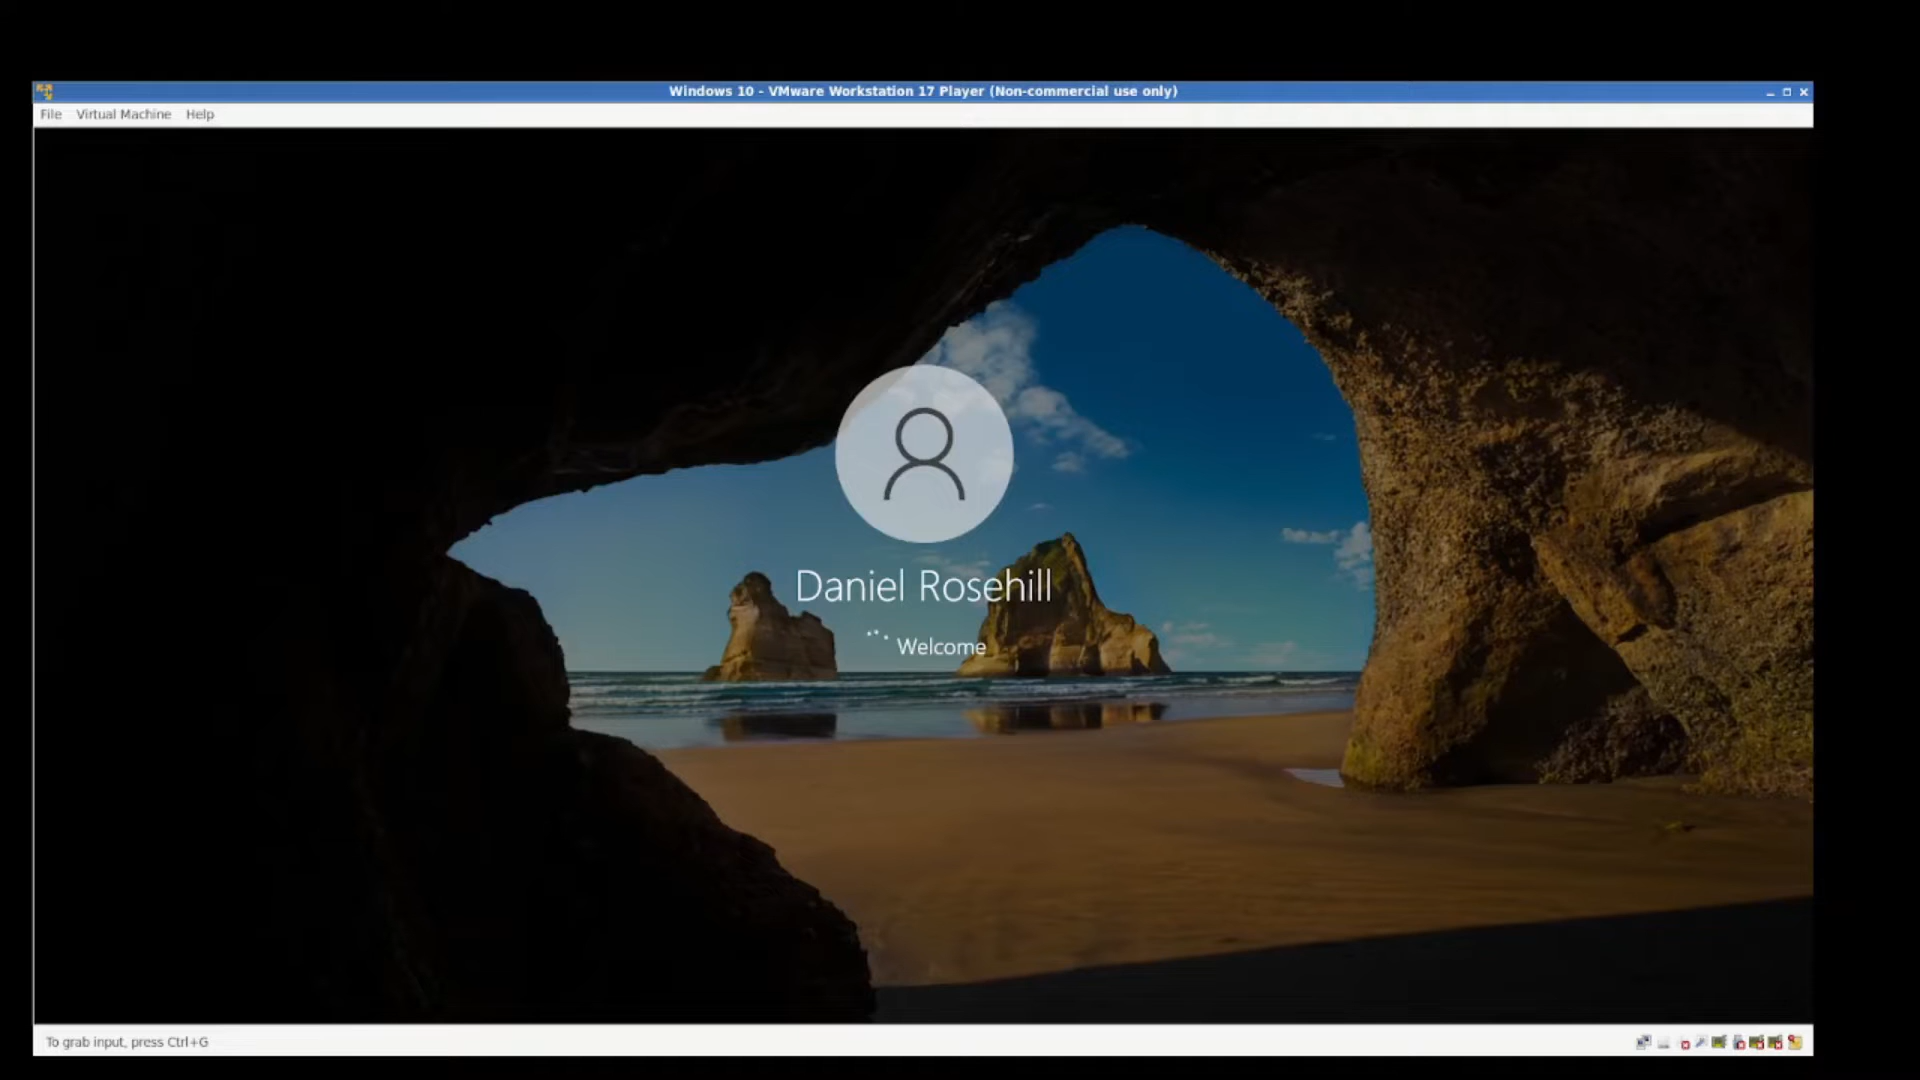 Windows 10 - VMware Workstation 17 Player (Non-commercial use only)
File Virtual Machine Help
Daniel Rosehill
Welcome
To grab input, press Ctrl+G